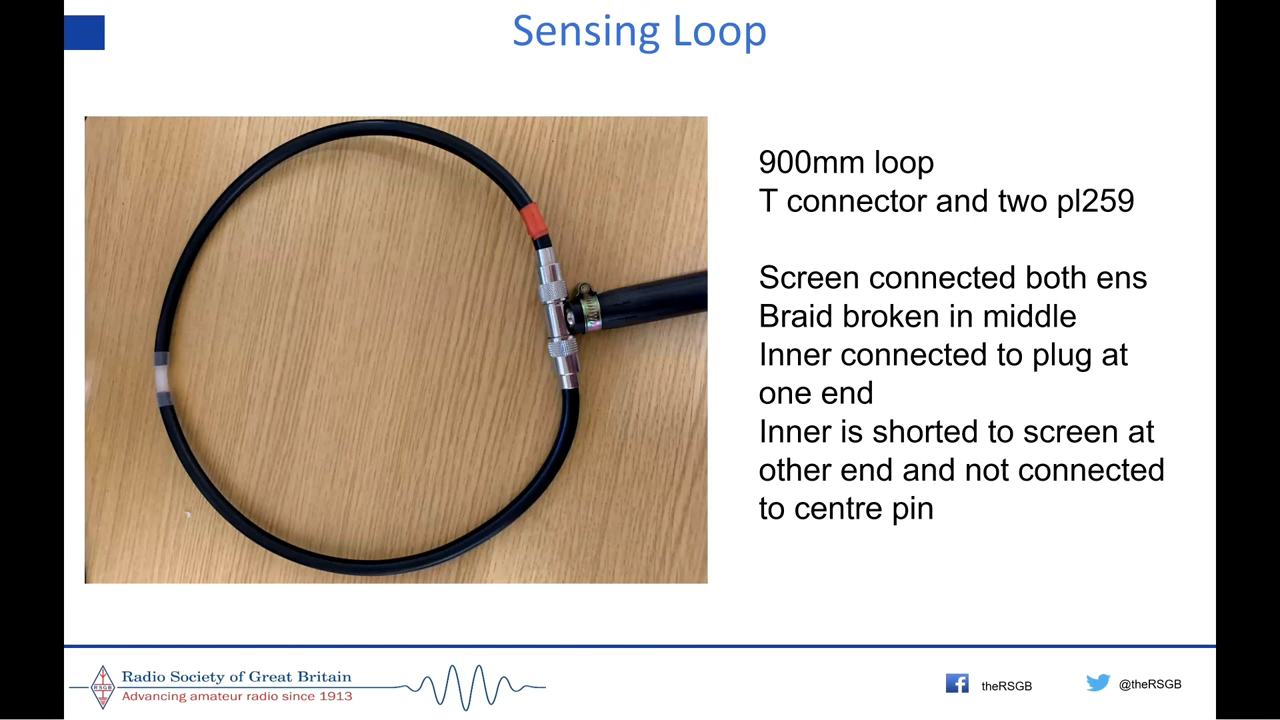 Sensing Loop
900mm loop
T connector and two pl259
Screen connected both ens
Braid broken in middle
Inner connected to plug at
one end
Inner is shorted to screen at
other end and not connected
to centre pin
RSGB
Radio Society of Great Britain
Advancing amateur radio since 1913
theRSGB
@theRSGB